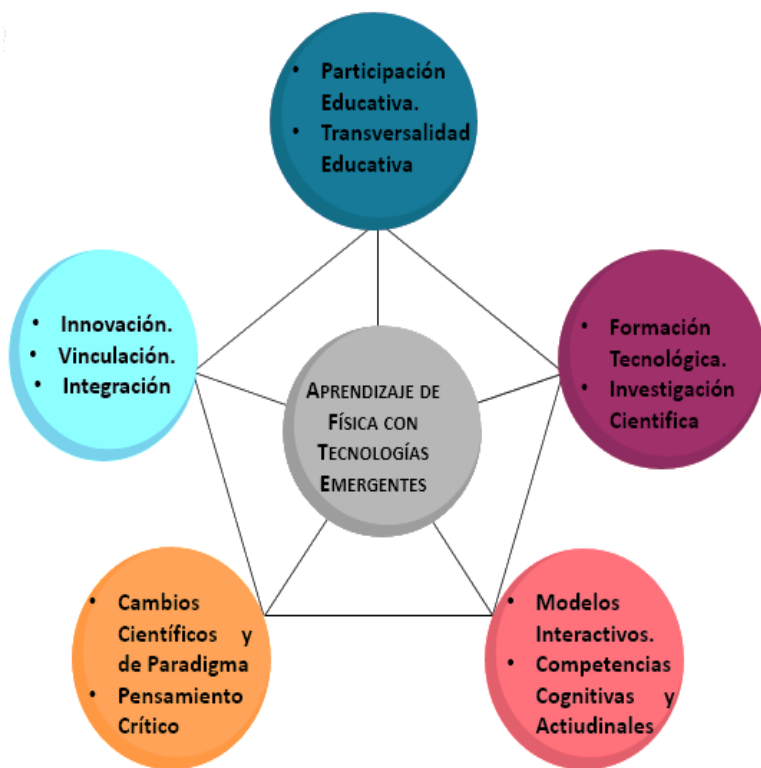 • Participación
Educativa.
• Transversalidad
Educativa
• Innovación.
• Vinculación.
• Integración
• Formación
Tecnológica.
• Investigación
Cientifica
APRENDIZAJE DE
FÍSICA CON
TECNOLOGÍAS
EMERGENTES
• Cambios
Científicos y
de Paradigma
• Pensamiento
Crítico
• Modelos
Interactivos.
• Competencias
Cognitivas y
Actiudinales